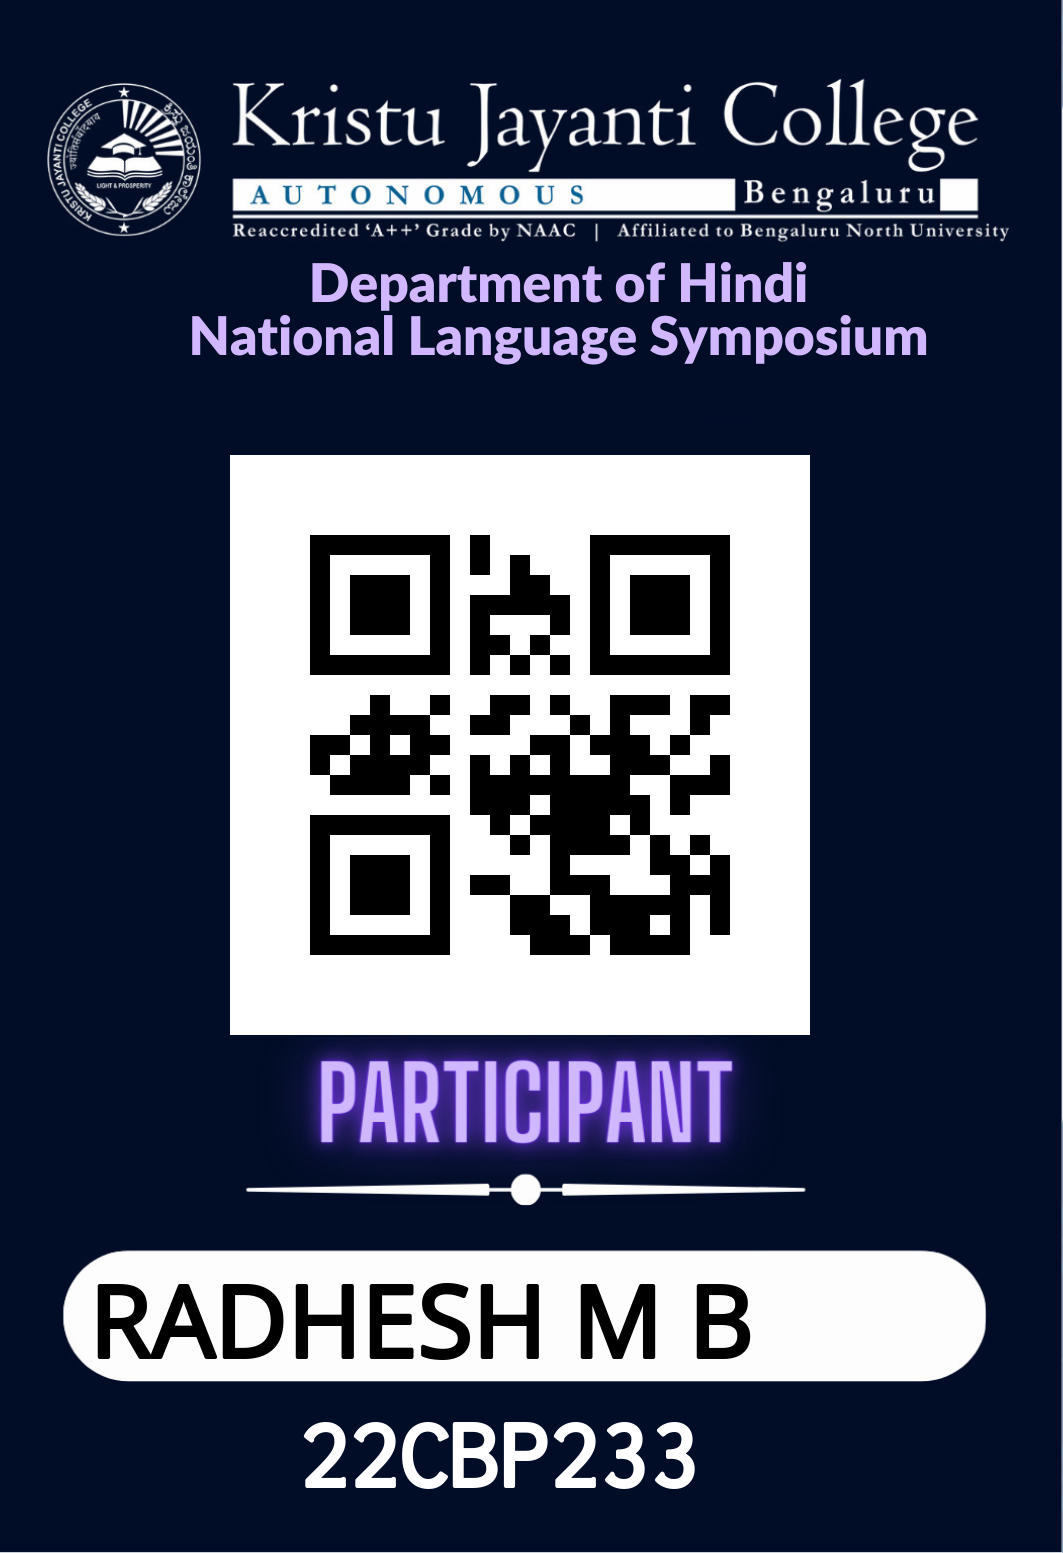 KRISTU JAYANTI COLLEGE
LIGHT & PROSPERITY
Kristu Jayanti College
AUTONOMOUS Bengaluru
Reaccredited ‘A++’ Grade by NAAC | Affiliated to Bengaluru North University
Department of Hindi
National Language Symposium
PARTICIPANT
RADHESH M B
22CBP233